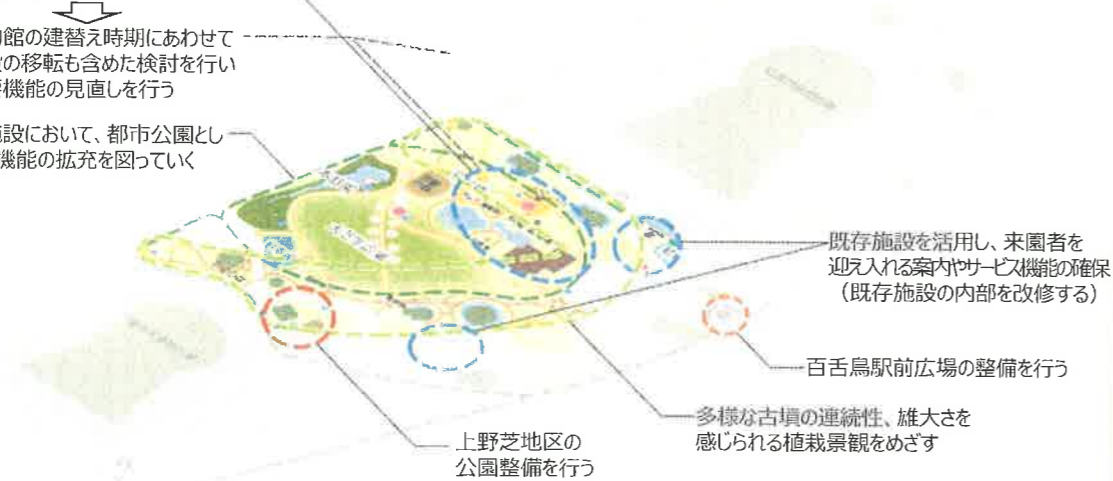 館の建替え時期にあわせて
の移転も含めた検討を行い
機能の見直しを行う
設において、都市公園とし
機能の拡充を図っていく
既存施設を活用し、来園者を
迎え入れる案内やサービス機能の確保
（既存施設の内部を改修する）
百舌鳥駅前広場の整備を行う
多様な古墳の連続性、雄大さを
感じられる植栽景観をめざす
上野芝地区の
公園整備を行う